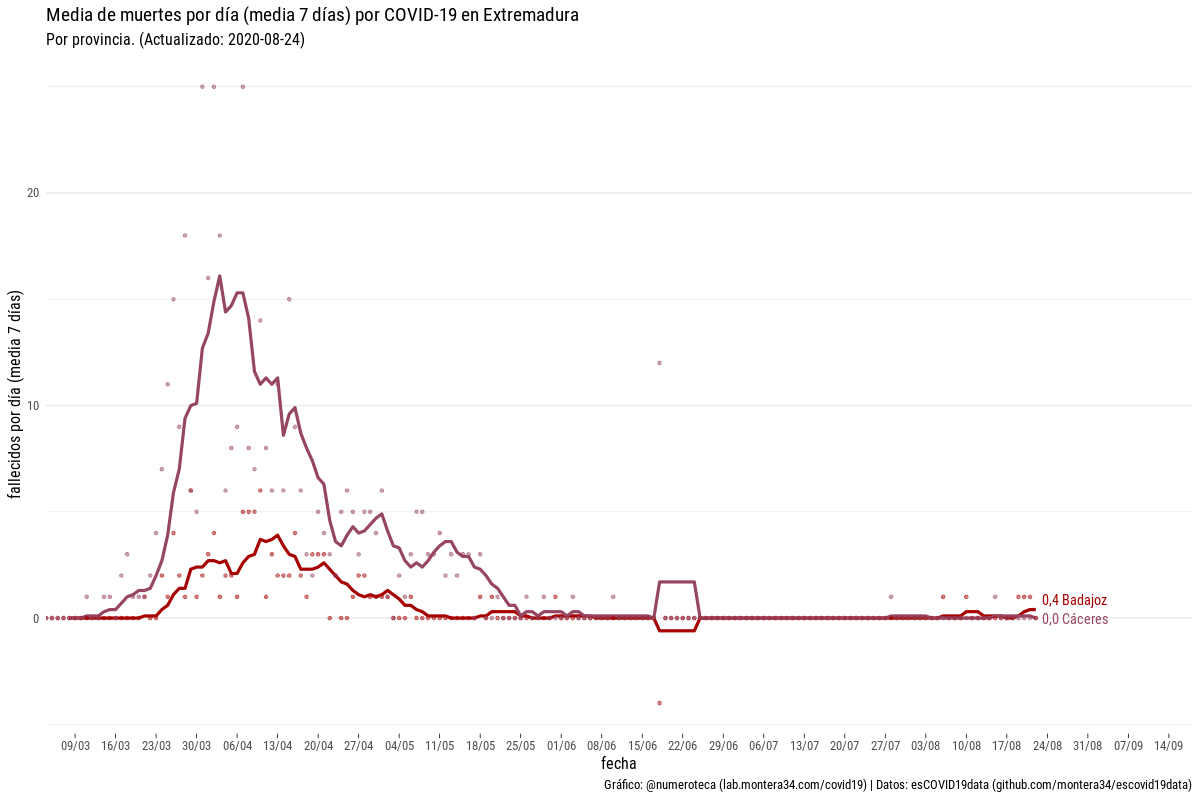 Media de muertes por día (media 7 días) por COVID-19 en Extremadura
Por provincia. (Actualizado: 2020-08-24)
fallecidos por día (media 7 días)
20
10
0
0,4 Badajoz
0,0 Cáceres
09/03 16/03 23/03 30/03 06/04 13/04 20/04 27/04 04/05 11/05 18/05 25/05 01/06 08/06 15/06 22/06 29/06 06/07 13/07 20/07 27/07 03/08 10/08 17/08 24/08 31/08 07/09 14/09
fecha
Gráfico: @numeroteca (lab.montera34.com/covid19) | Datos: esCOVID19data (github.com/montera34/escovid19data)